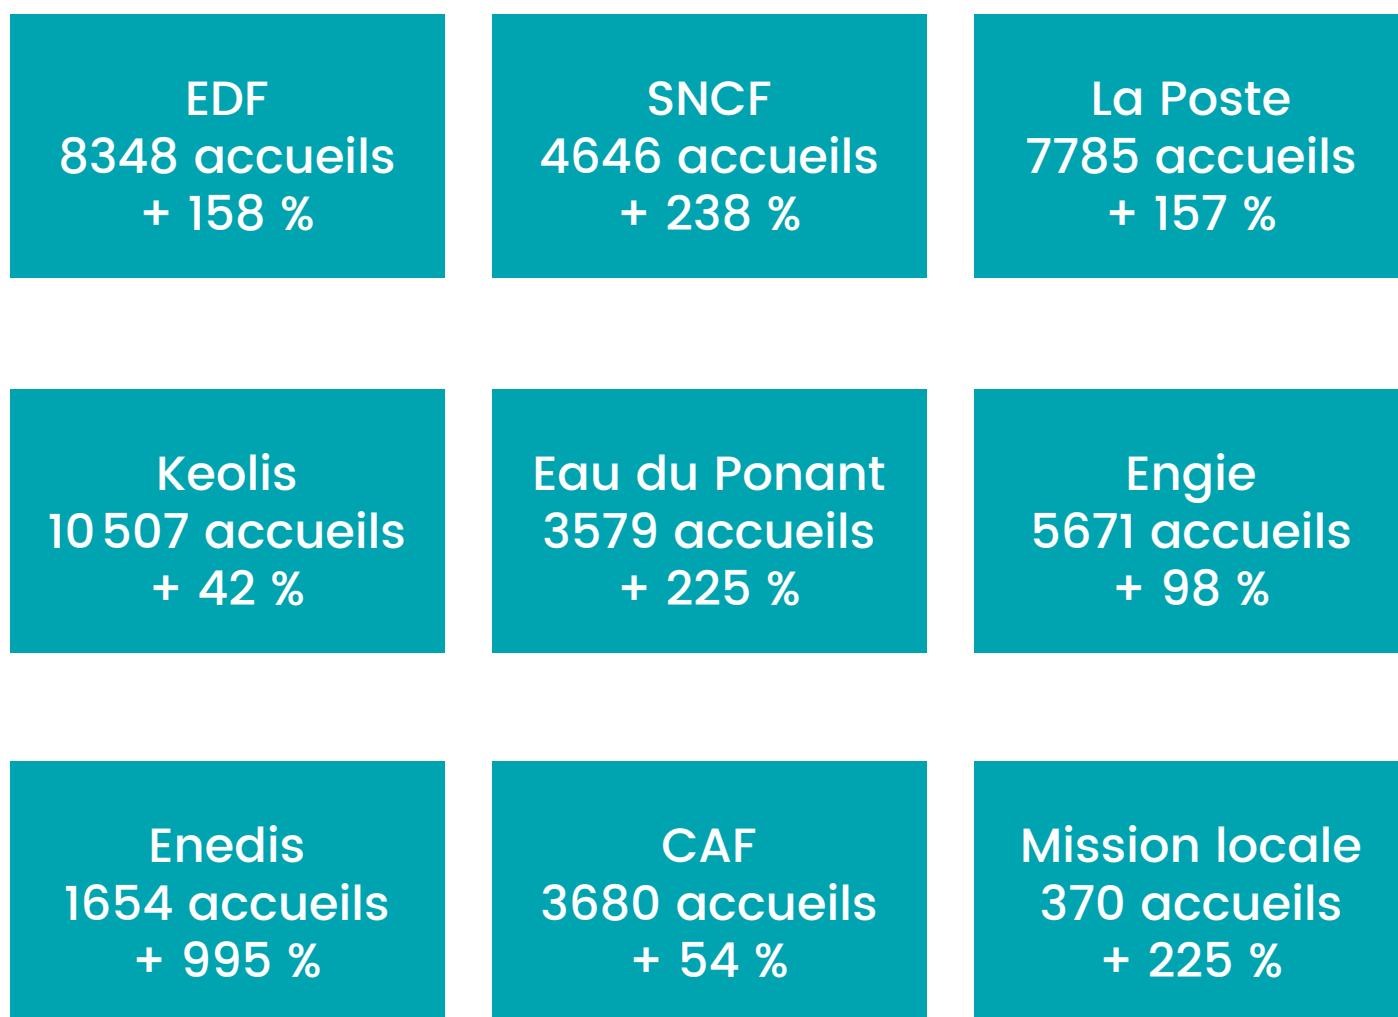 EDF
8348 accueils
+ 158 %
SNCF
4646 accueils
+ 238 %
La Poste
7785 accueils
+ 157 %
Keolis
10 507 accueils
+ 42 %
Eau du Ponant
3579 accueils
+ 225 %
Engie
5671 accueils
+ 98 %
Enedis
1654 accueils
+ 995 %
CAF
3680 accueils
+ 54 %
Mission locale
370 accueils
+ 225 %